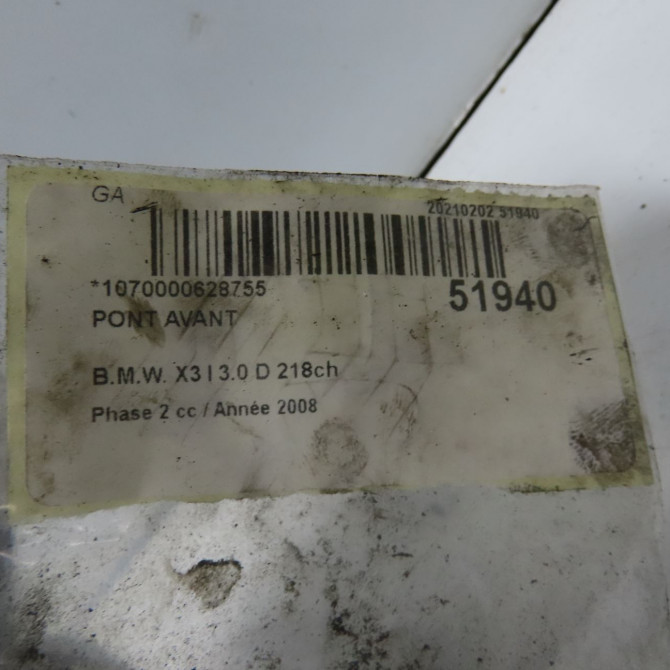 GA
20210202 51940
*1070000628755
51940
PONT AVANT
B.M.W. X3 I 3.0 D 218ch
Phase 2 cc / Année 2008